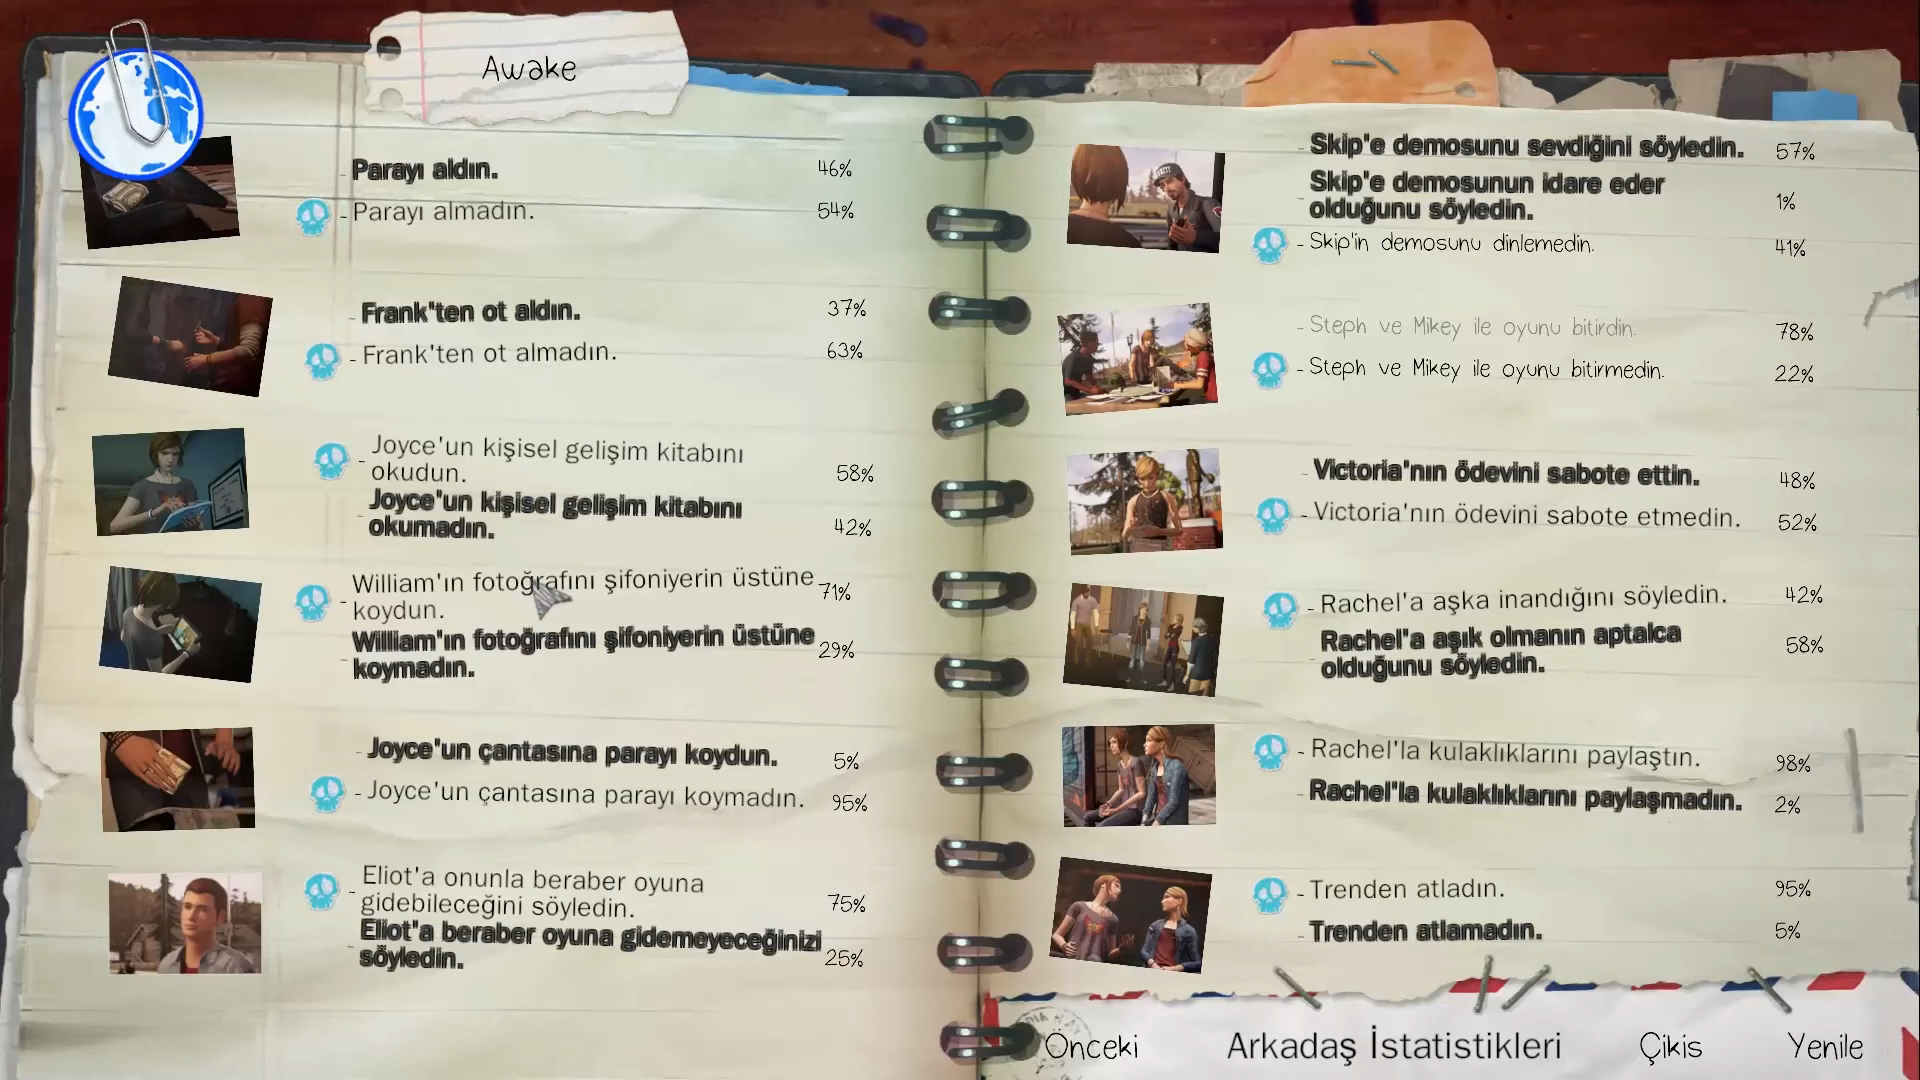 Awake
Parayı aldın. 46%
- Parayı almadın. 54%
- Frank'ten ot aldın. 37%
- Frank'ten ot almadın. 63%
- Joyce'un kişisel gelişim kitabını
okudun. 58%
- Joyce'un kişisel gelişim kitabını
okumadın. 42%
- William'ın fotoğrafını şifoniyerin üstüne
koydun. 71%
- William'ın fotoğrafını şifoniyerin üstüne
koymadın. 29%
- Joyce'un çantasına parayı koydun. 5%
- Joyce'un çantasına parayı koymadın. 95%
- Eliot'a onunla beraber oyuna
gidebileceğini söyledin. 75%
- Eliot'a beraber oyuna gidemeyeceğinizi
söyledin. 25%
- Skip'e demosunu sevdiğini söyledin. 57%
- Skip'e demosunun idare eder
olduğunu söyledin. 1%
- Skip'in demosunu dinlemedin. 41%
- Steph ve Mikey ile oyunu bitirdin. 78%
- Steph ve Mikey ile oyunu bitirmedin. 22%
- Victoria'nın ödevini sabote ettin. 48%
- Victoria'nın ödevini sabote etmedin. 52%
- Rachel'a aşka inandığını söyledin. 42%
- Rachel'a aşık olmanın aptalca
olduğunu söyledin. 58%
- Rachel'la kulaklıklarını paylaştın. 98%
- Rachel'la kulaklıklarını paylaşmadın. 2%
- Trenden atladın. 95%
- Trenden atlamadın. 5%
Önceki Arkadaş İstatistikleri Çikis Yenile